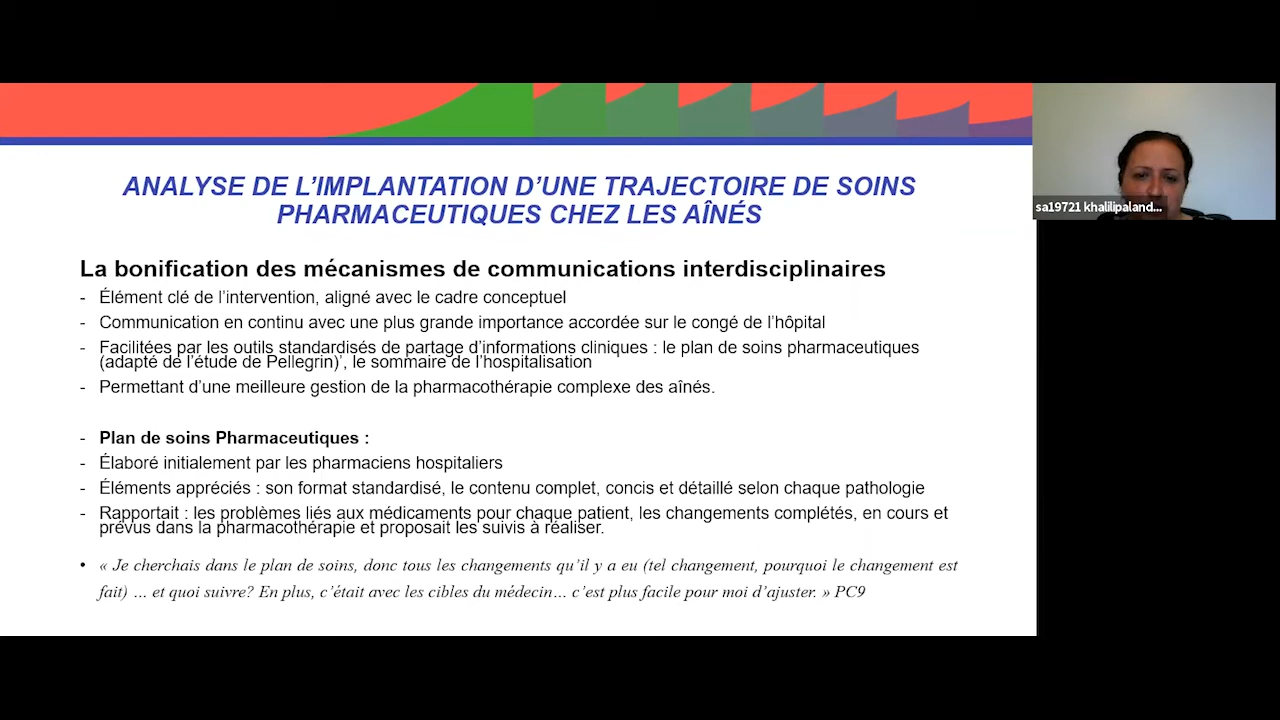 ANALYSE DE L’IMPLANTATION D’UNE TRAJECTOIRE DE SOINS
PHARMACEUTIQUES CHEZ LES AÎNÉS
sa19721 khalilipaland...
La bonification des mécanismes de communications interdisciplinaires
- Élément clé de l’intervention, aligné avec le cadre conceptuel
- Communication en continu avec une plus grande importance accordée sur le congé de l’hôpital
- Facilitées par les outils standardisés de partage d’informations cliniques : le plan de soins pharmaceutiques
(adapté de l’étude de Pellegrin)’, le sommaire de l’hospitalisation
- Permettant d’une meilleure gestion de la pharmacothérapie complexe des aînés.
- Plan de soins Pharmaceutiques :
- Élaboré initialement par les pharmaciens hospitaliers
- Éléments appréciés : son format standardisé, le contenu complet, concis et détaillé selon chaque pathologie
- Rapportait : les problèmes liés aux médicaments pour chaque patient, les changements complétés, en cours et
prévus dans la pharmacothérapie et proposait les suivis à réaliser.
• « Je cherchais dans le plan de soins, donc tous les changements qu’il y a eu (tel changement, pourquoi le changement est
fait) … et quoi suivre? En plus, c’était avec les cibles du médecin… c’est plus facile pour moi d’ajuster. » PC9